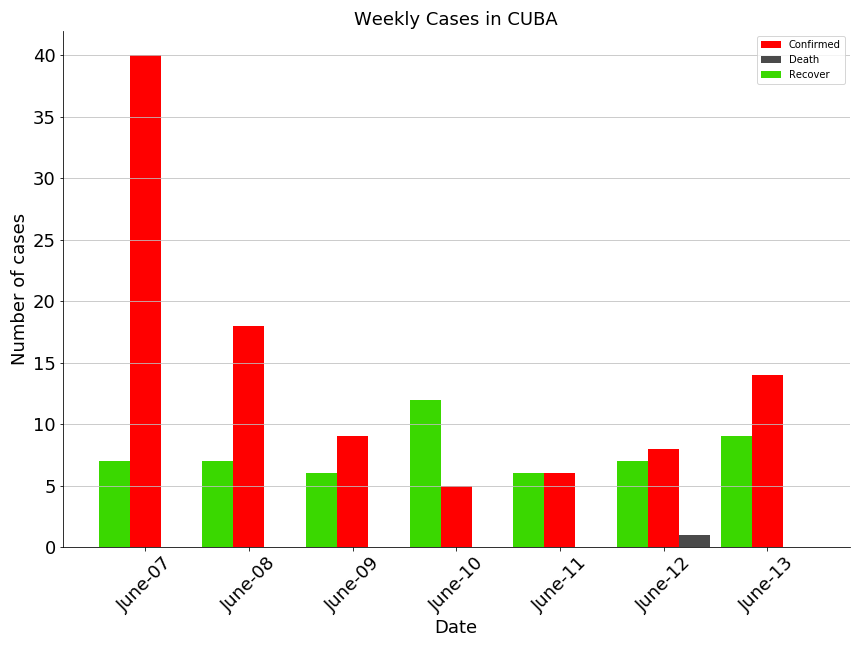 Weekly Cases in CUBA
Confirmed
Death
Recover
Number of cases
40
35
30
25
20
15
10
5
0
June-07
June-08
June-09
June-10
June-11
June-12
June-13
Date